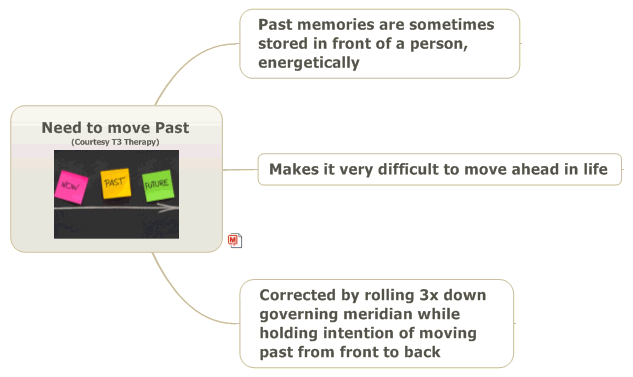 Past memories are sometimes
stored in front of a person,
energetically
Need to move Past
(Courtesy T3 Therapy)
NOW
PAST
FUTURE
Makes it very difficult to move ahead in life
M
Corrected by rolling 3x down
governing meridian while
holding intention of moving
past from front to back